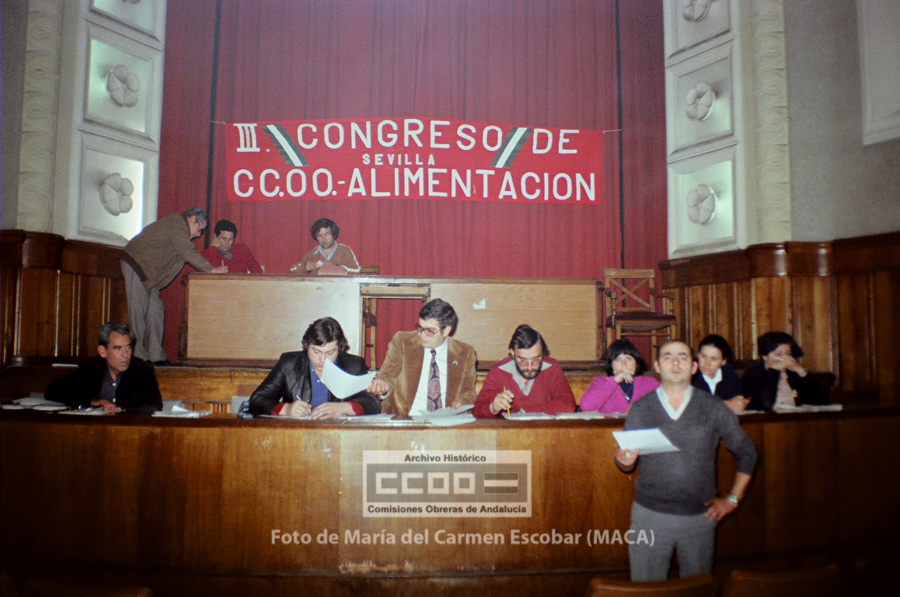 III. CONGRESO DE
SEVILLA
CC.OO.-ALIMENTACION
Archivo Histórico
CCOO
Comisiones Obreras de Andalucía
Foto de María del Carmen Escobar (MACA)